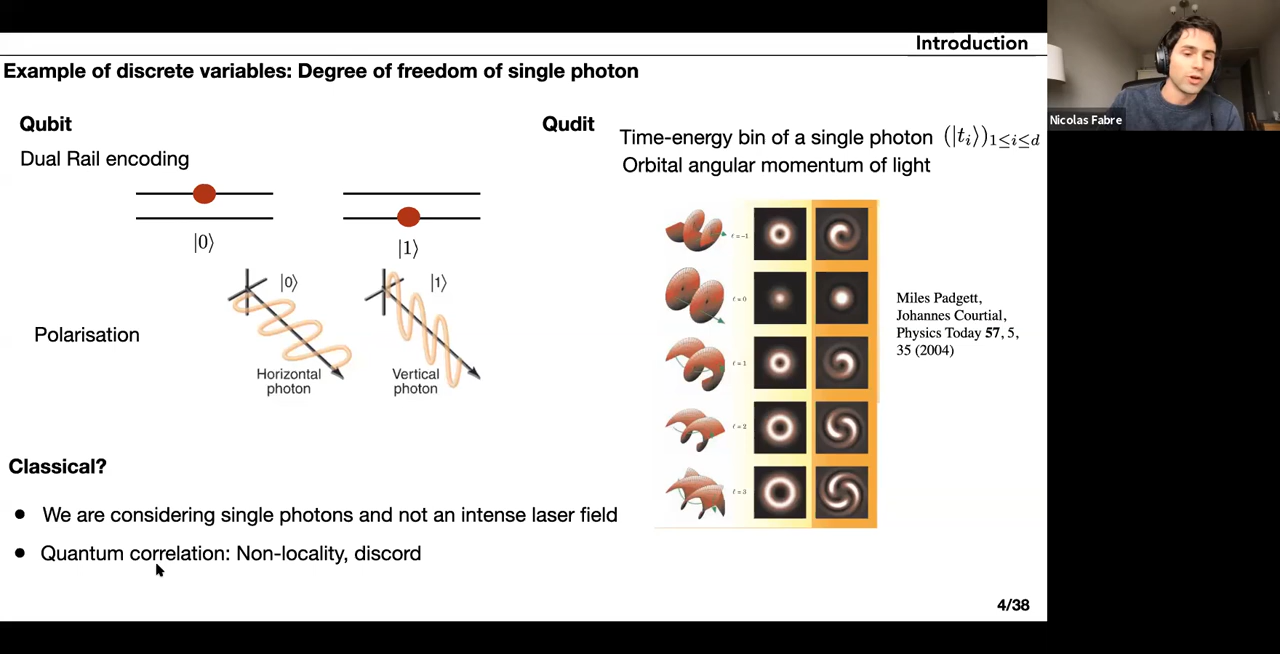 Introduction
Example of discrete variables: Degree of freedom of single photon
Qubit
Dual Rail encoding
|0⟩
|1⟩
Polarisation
|0⟩
|1⟩
Horizontal
photon
Vertical
photon
Qudit
Time-energy bin of a single photon (|tᵢ⟩)₁≤ᵢ≤d
Orbital angular momentum of light
ℓ = −1
ℓ = 0
ℓ = 1
ℓ = 2
ℓ = 3
Miles Padgett,
Johannes Courtial,
Physics Today 57, 5,
35 (2004)
Classical?
● We are considering single photons and not an intense laser field
● Quantum correlation: Non-locality, discord
4/38
Nicolas Fabre